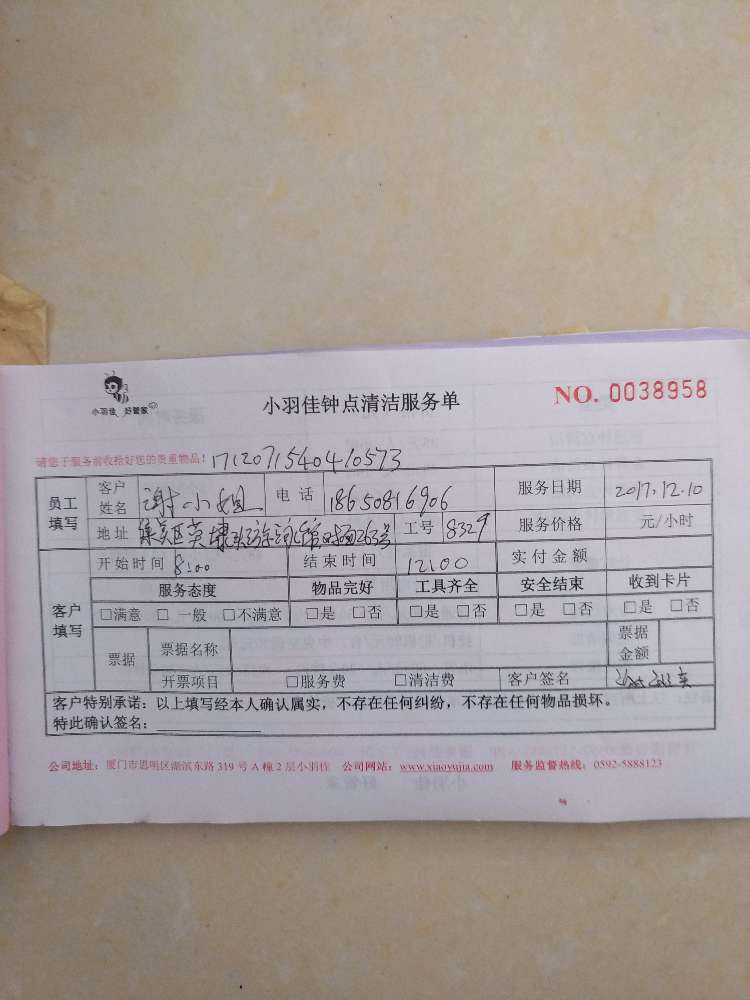 小羽佳 好管家
小羽佳钟点清洁服务单
NO. 0038958
请您于服务前收拾好您的贵重物品! 171207154041 0573
员工填写 客户姓名 谢小姐 电话 18650816906 服务日期 2017.12.10
地址 集美区英 263号 工号 8329 服务价格 元/小时
客户填写 开始时间 8:00 结束时间 12:00 实付金额
服务态度 物品完好 工具齐全 安全结束 收到卡片
□满意 □一般 □不满意 □是 □否 □是 □否 □是 □否 □是 □否
票据 票据名称 票据金额
开票项目 □服务费 □清洁费 客户签名
客户特别承诺：以上填写经本人确认属实，不存在任何纠纷，不存在任何物品损坏。
特此确认签名：
公司地址：厦门市思明区湖滨东路 319 号 A 幢 2 层小羽佳 公司网站：www.xiaoyujia.com 服务监督热线：0592-5888123